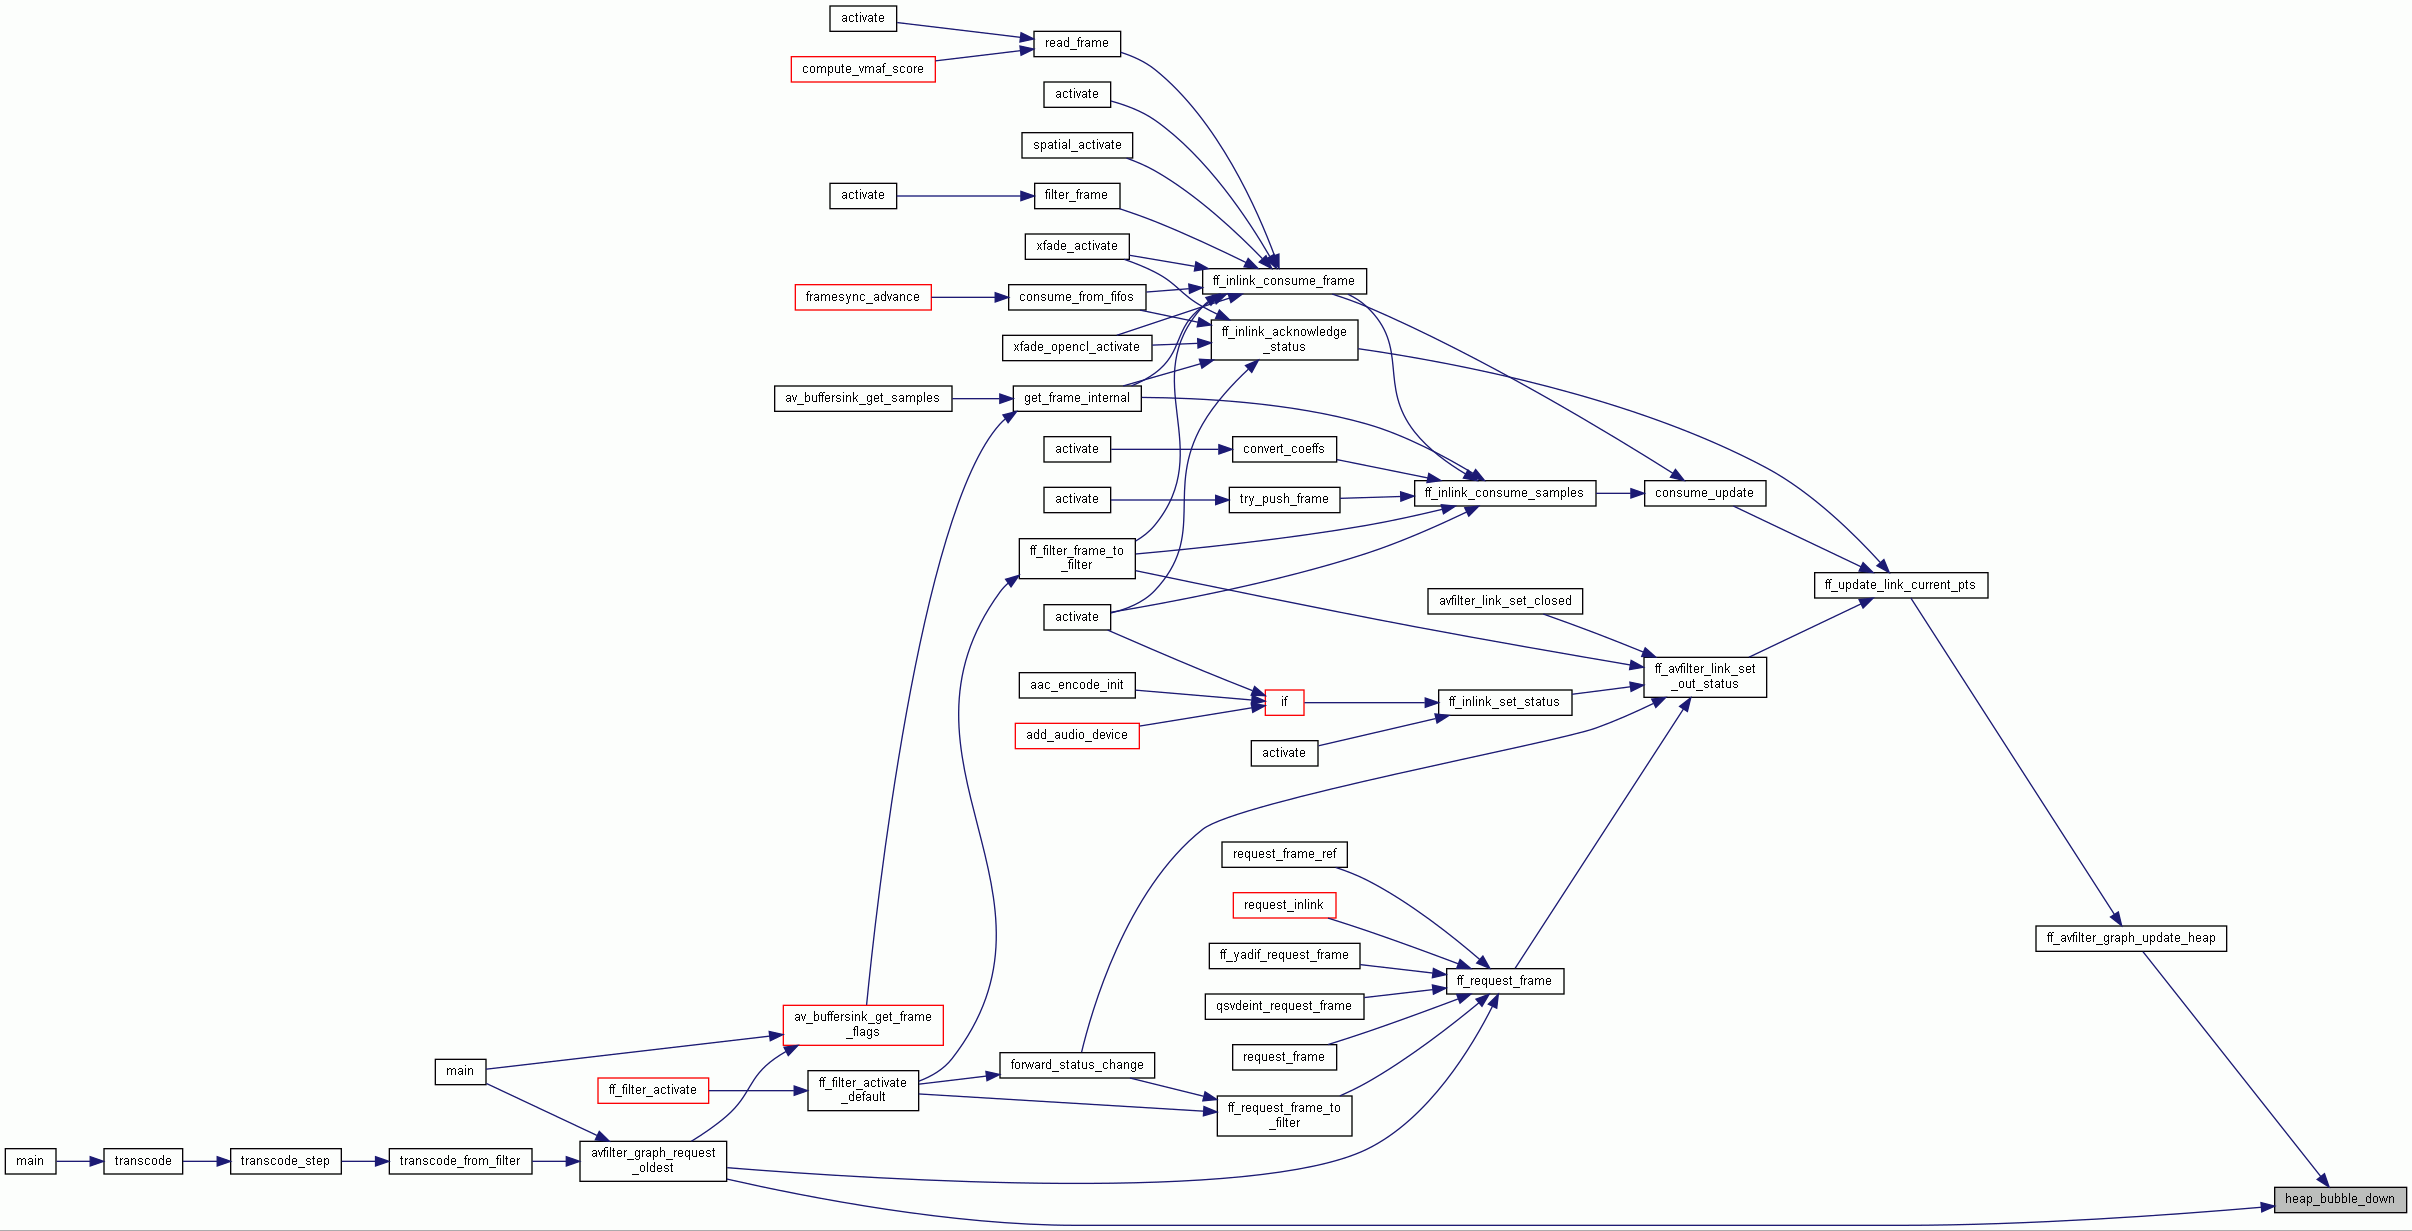 activate
read_frame
compute_vmaf_score
activate
spatial_activate
activate
filter_frame
xfade_activate
ff_inlink_consume_frame
framesync_advance
consume_from_fifos
ff_inlink_acknowledge
_status
xfade_opencl_activate
av_buffersink_get_samples
get_frame_internal
activate
convert_coeffs
activate
try_push_frame
ff_inlink_consume_samples
consume_update
ff_filter_frame_to
_filter
ff_update_link_current_pts
avfilter_link_set_closed
activate
ff_avfilter_link_set
_out_status
aac_encode_init
if
ff_inlink_set_status
add_audio_device
activate
request_frame_ref
request_inlink
ff_avfilter_graph_update_heap
ff_yadif_request_frame
ff_request_frame
qsvdeint_request_frame
av_buffersink_get_frame
_flags
request_frame
main
forward_status_change
ff_filter_activate
ff_filter_activate
_default
ff_request_frame_to
_filter
main
transcode
transcode_step
transcode_from_filter
avfilter_graph_request
_oldest
heap_bubble_down